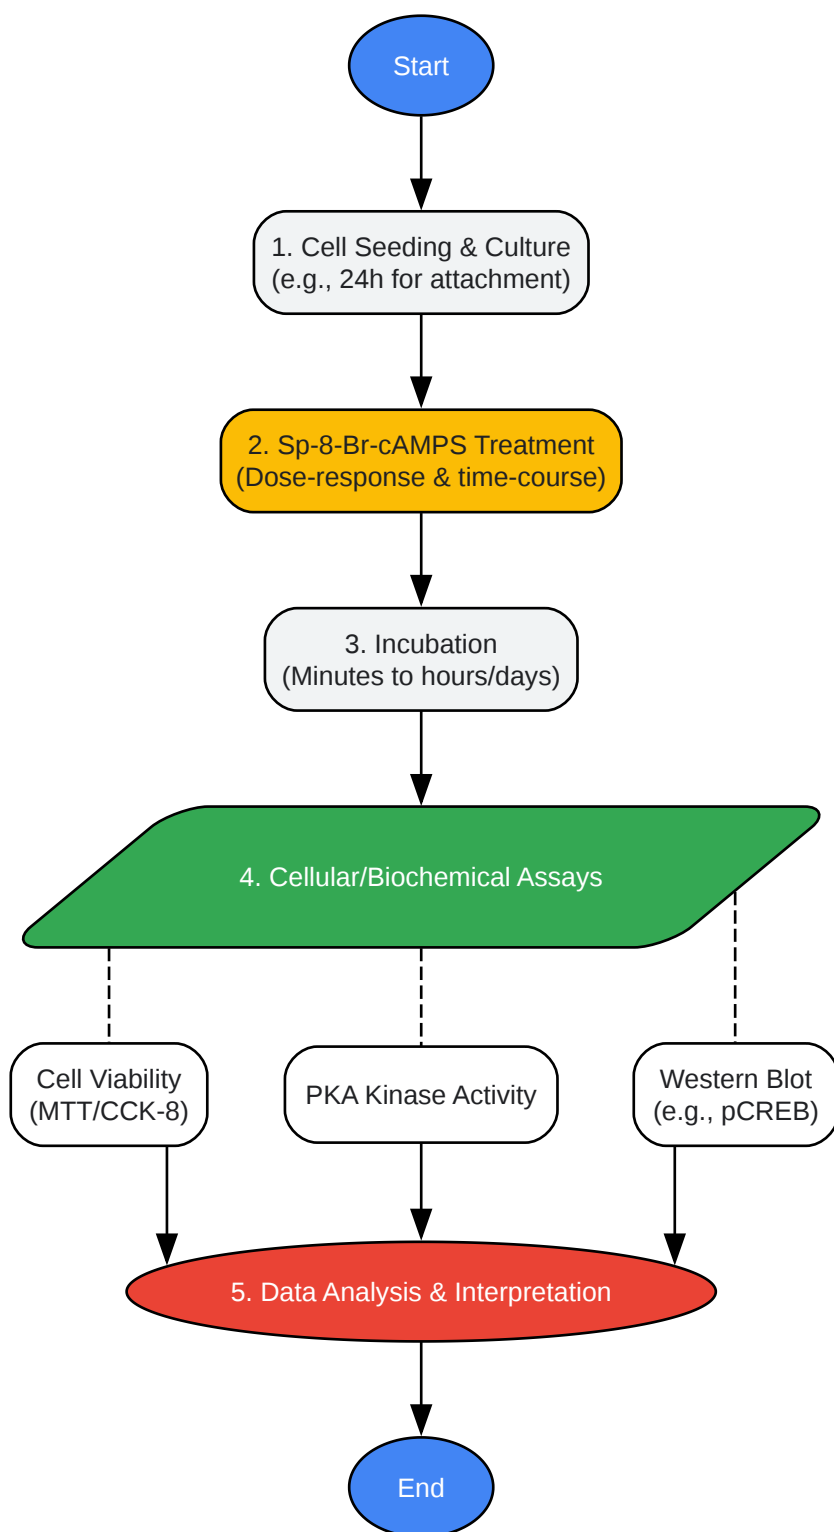 Start
1. Cell Seeding & Culture
(e.g., 24h for attachment)
2. Sp-8-Br-cAMPS Treatment
(Dose-response & time-course)
3. Incubation
(Minutes to hours/days)
4. Cellular/Biochemical Assays
Cell Viability
(MTT/CCK-8)
PKA Kinase Activity
Western Blot
(e.g., pCREB)
5. Data Analysis & Interpretation
End